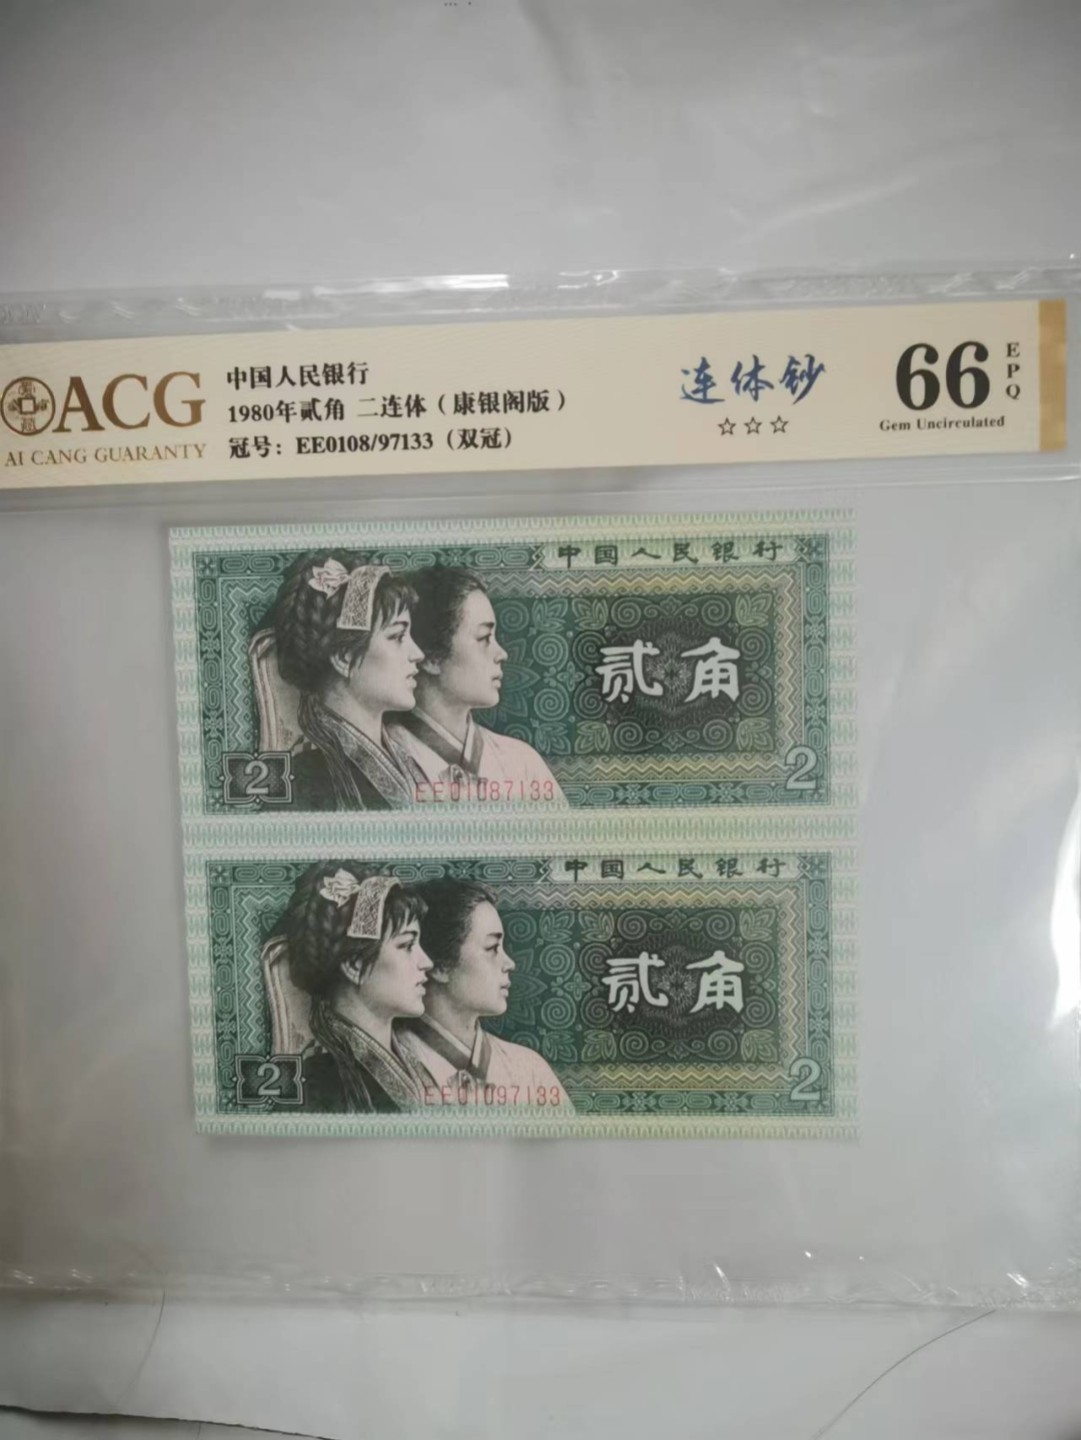 ACG
AI CANG GUARANTY
中国人民银行
1980年贰角 二连体（康银阁版）
冠号：EE0108/97133（双冠）
连体钞
☆☆☆
66
EPQ
Gem Uncirculated
中国人民银行
贰角
2
EE01087133
2
中国人民银行
贰角
2
EE01097133
2